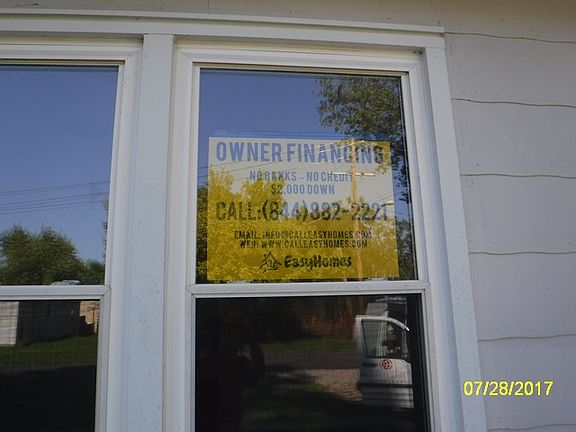 OWNER FINANCING
NO BANKS - NO CREDIT
$2,000 DOWN
CALL:(844)882-2221
EMAIL: INFO@CALLEASYHOMES.COM
WEB: WWW.CALLEASYHOMES.COM
EasyHomes
07/28/2017